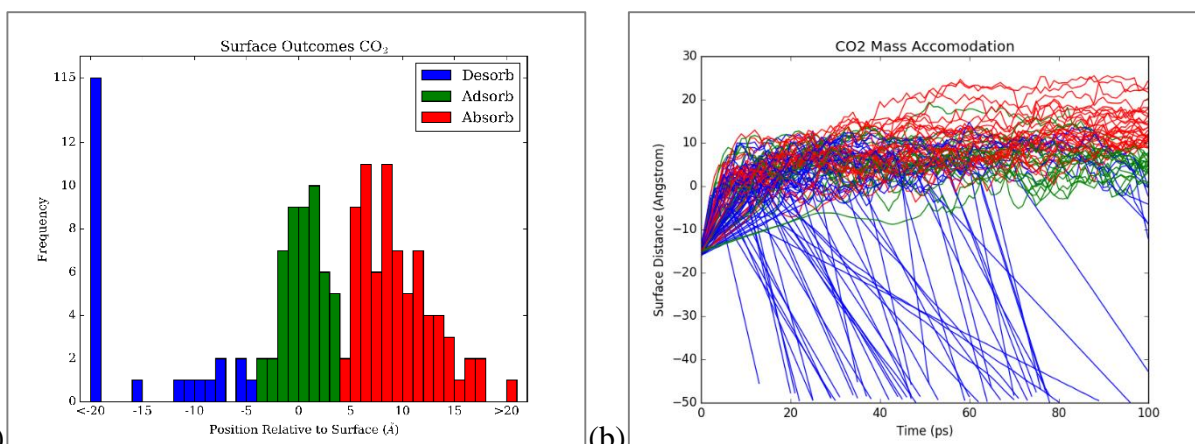 Surface Outcomes CO₂
Desorb
Adsorb
Absorb
Frequency
115
12
10
8
6
4
2
0
<-20 -15 -10 -5 0 5 10 15 >20
Position Relative to Surface (Å)
)
(b)
CO2 Mass Accomodation
Surface Distance (Angstrom)
30
20
10
0
−10
−20
−30
−40
−50
0 20 40 60 80 100
Time (ps)